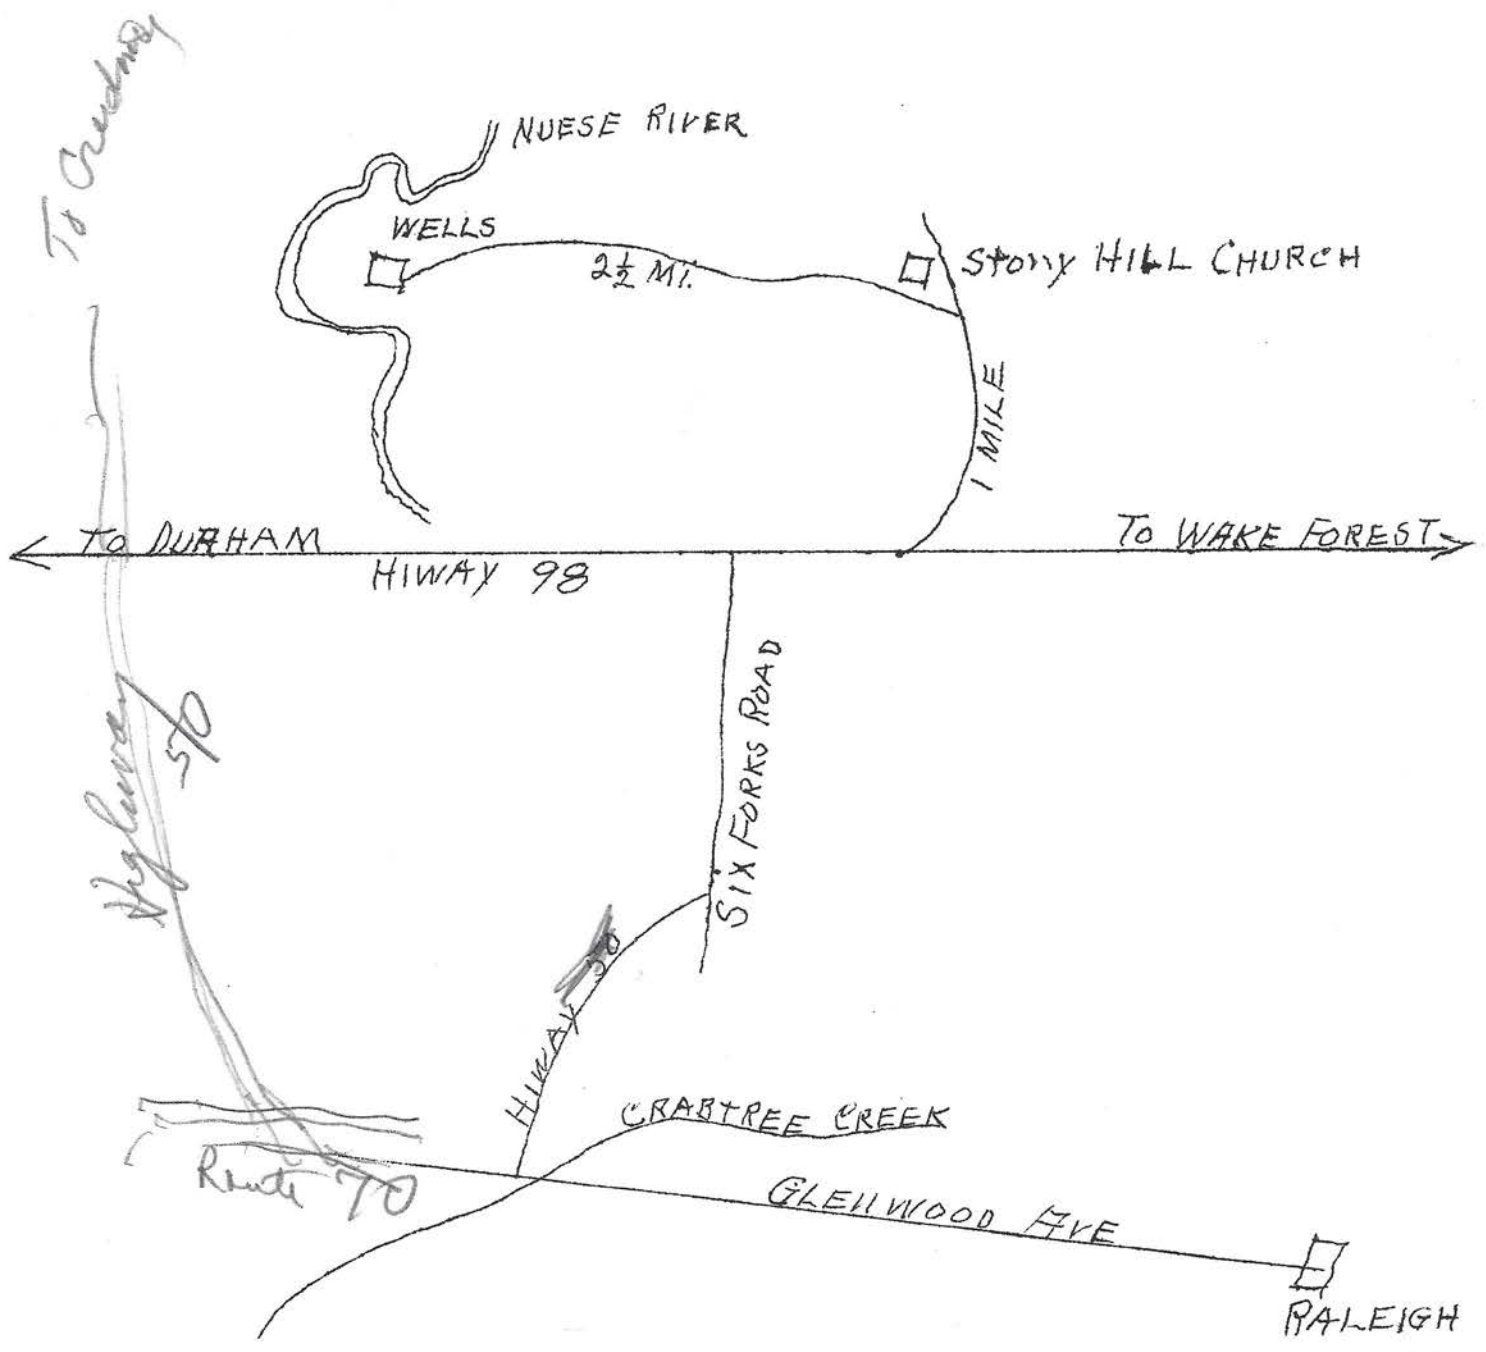 To Creedmoor
NUESE RIVER
WELLS
2½ MI.
STONY HILL CHURCH
1 MILE
TO DURHAM
TO WAKE FOREST
HIWAY 98
SIX FORKS ROAD
Highway 50
HIWAY 50
CRABTREE CREEK
Route 70
GLENWOOD AVE
RALEIGH